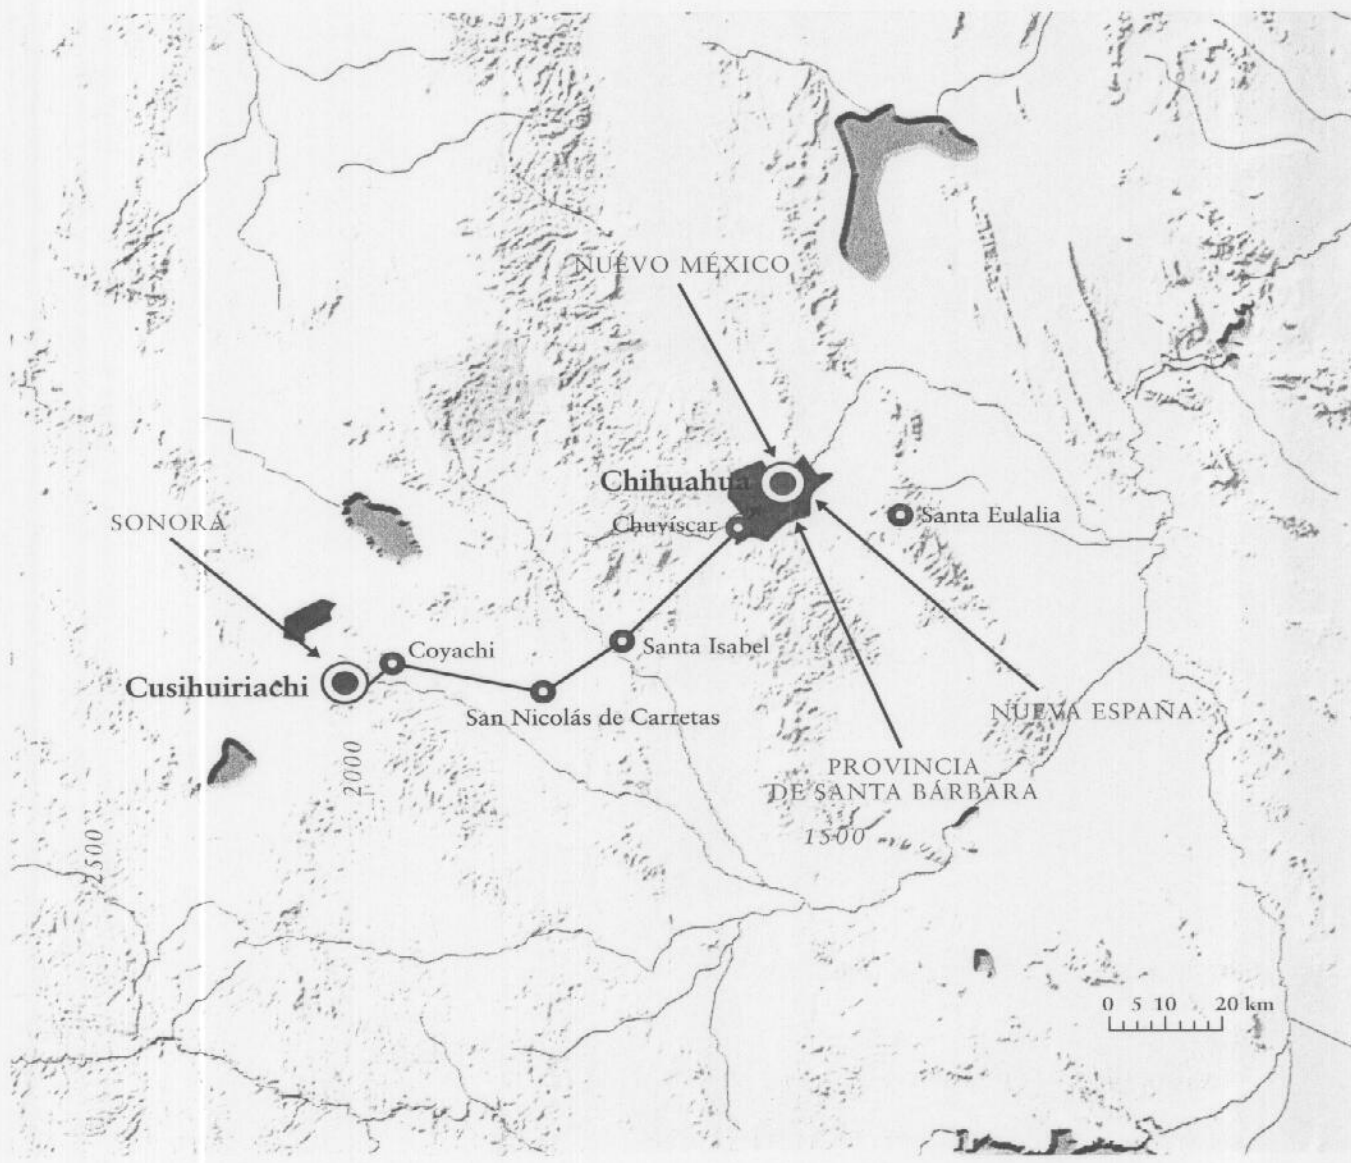 NUEVO MÉXICO
Chihuahua
SONORA
Chuvíscar
Santa Eulalia
Coyachi
Santa Isabel
Cusihuiriachi
San Nicolás de Carretas
NUEVA ESPAÑA
PROVINCIA
DE SANTA BÁRBARA
2000
1500
2500
0 5 10 20 km